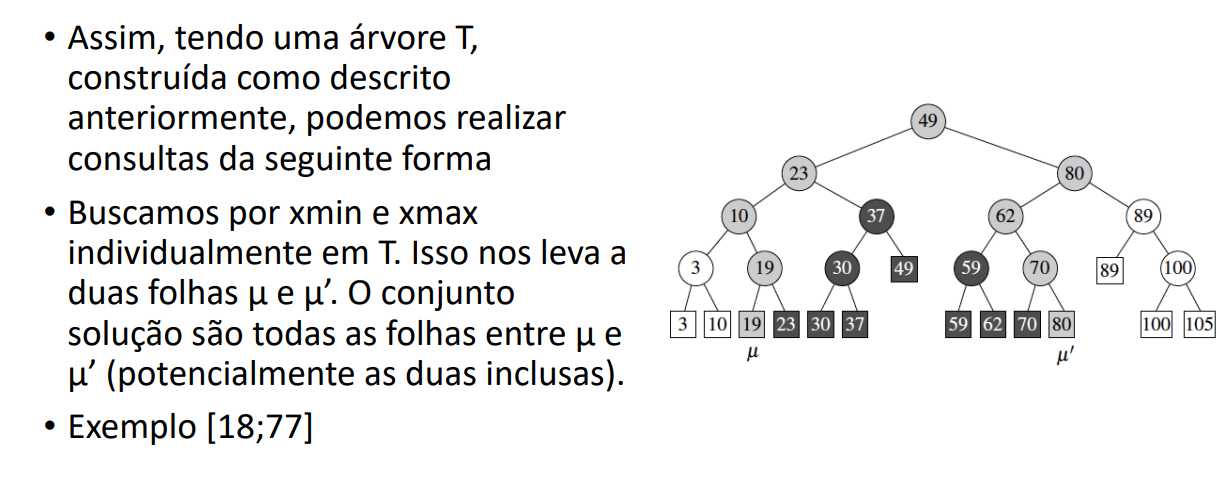 • Assim, tendo uma árvore T,
construída como descrito
anteriormente, podemos realizar
consultas da seguinte forma
• Buscamos por xmin e xmax
individualmente em T. Isso nos leva a
duas folhas μ e μ’. O conjunto
solução são todas as folhas entre μ e
μ’ (potencialmente as duas inclusas).
• Exemplo [18;77]
49
23 80
10 37 62 89
3 19 30 49 59 70 89 100
3 10 19 23 30 37 59 62 70 80 100 105
μ μ′